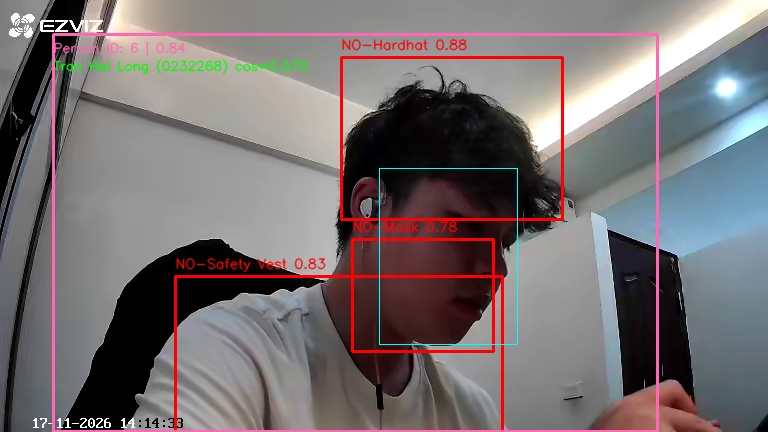 EZVIZ
NO-Hardhat 0.88
Person ID: 6 | 0.84
Tran Hai Long (0232268) cos=0.570
NO-Mask 0.78
NO-Safety Vest 0.83
17-11-2026 14:14:33